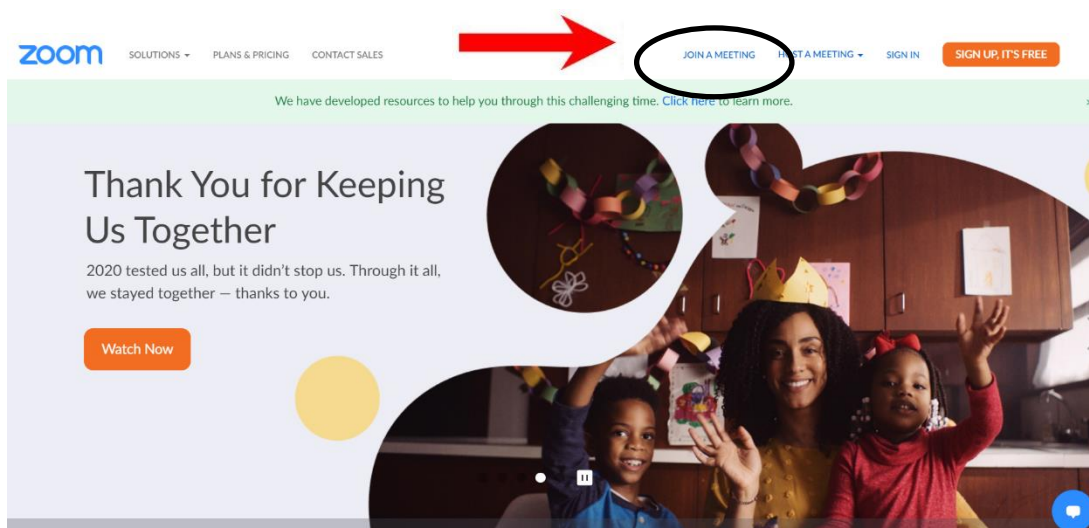 zoom SOLUTIONS PLANS & PRICING CONTACT SALES JOIN A MEETING HOST A MEETING SIGN IN SIGN UP, IT'S FREE
We have developed resources to help you through this challenging time. Click here to learn more.
Thank You for Keeping
Us Together
2020 tested us all, but it didn't stop us. Through it all,
we stayed together — thanks to you.
Watch Now